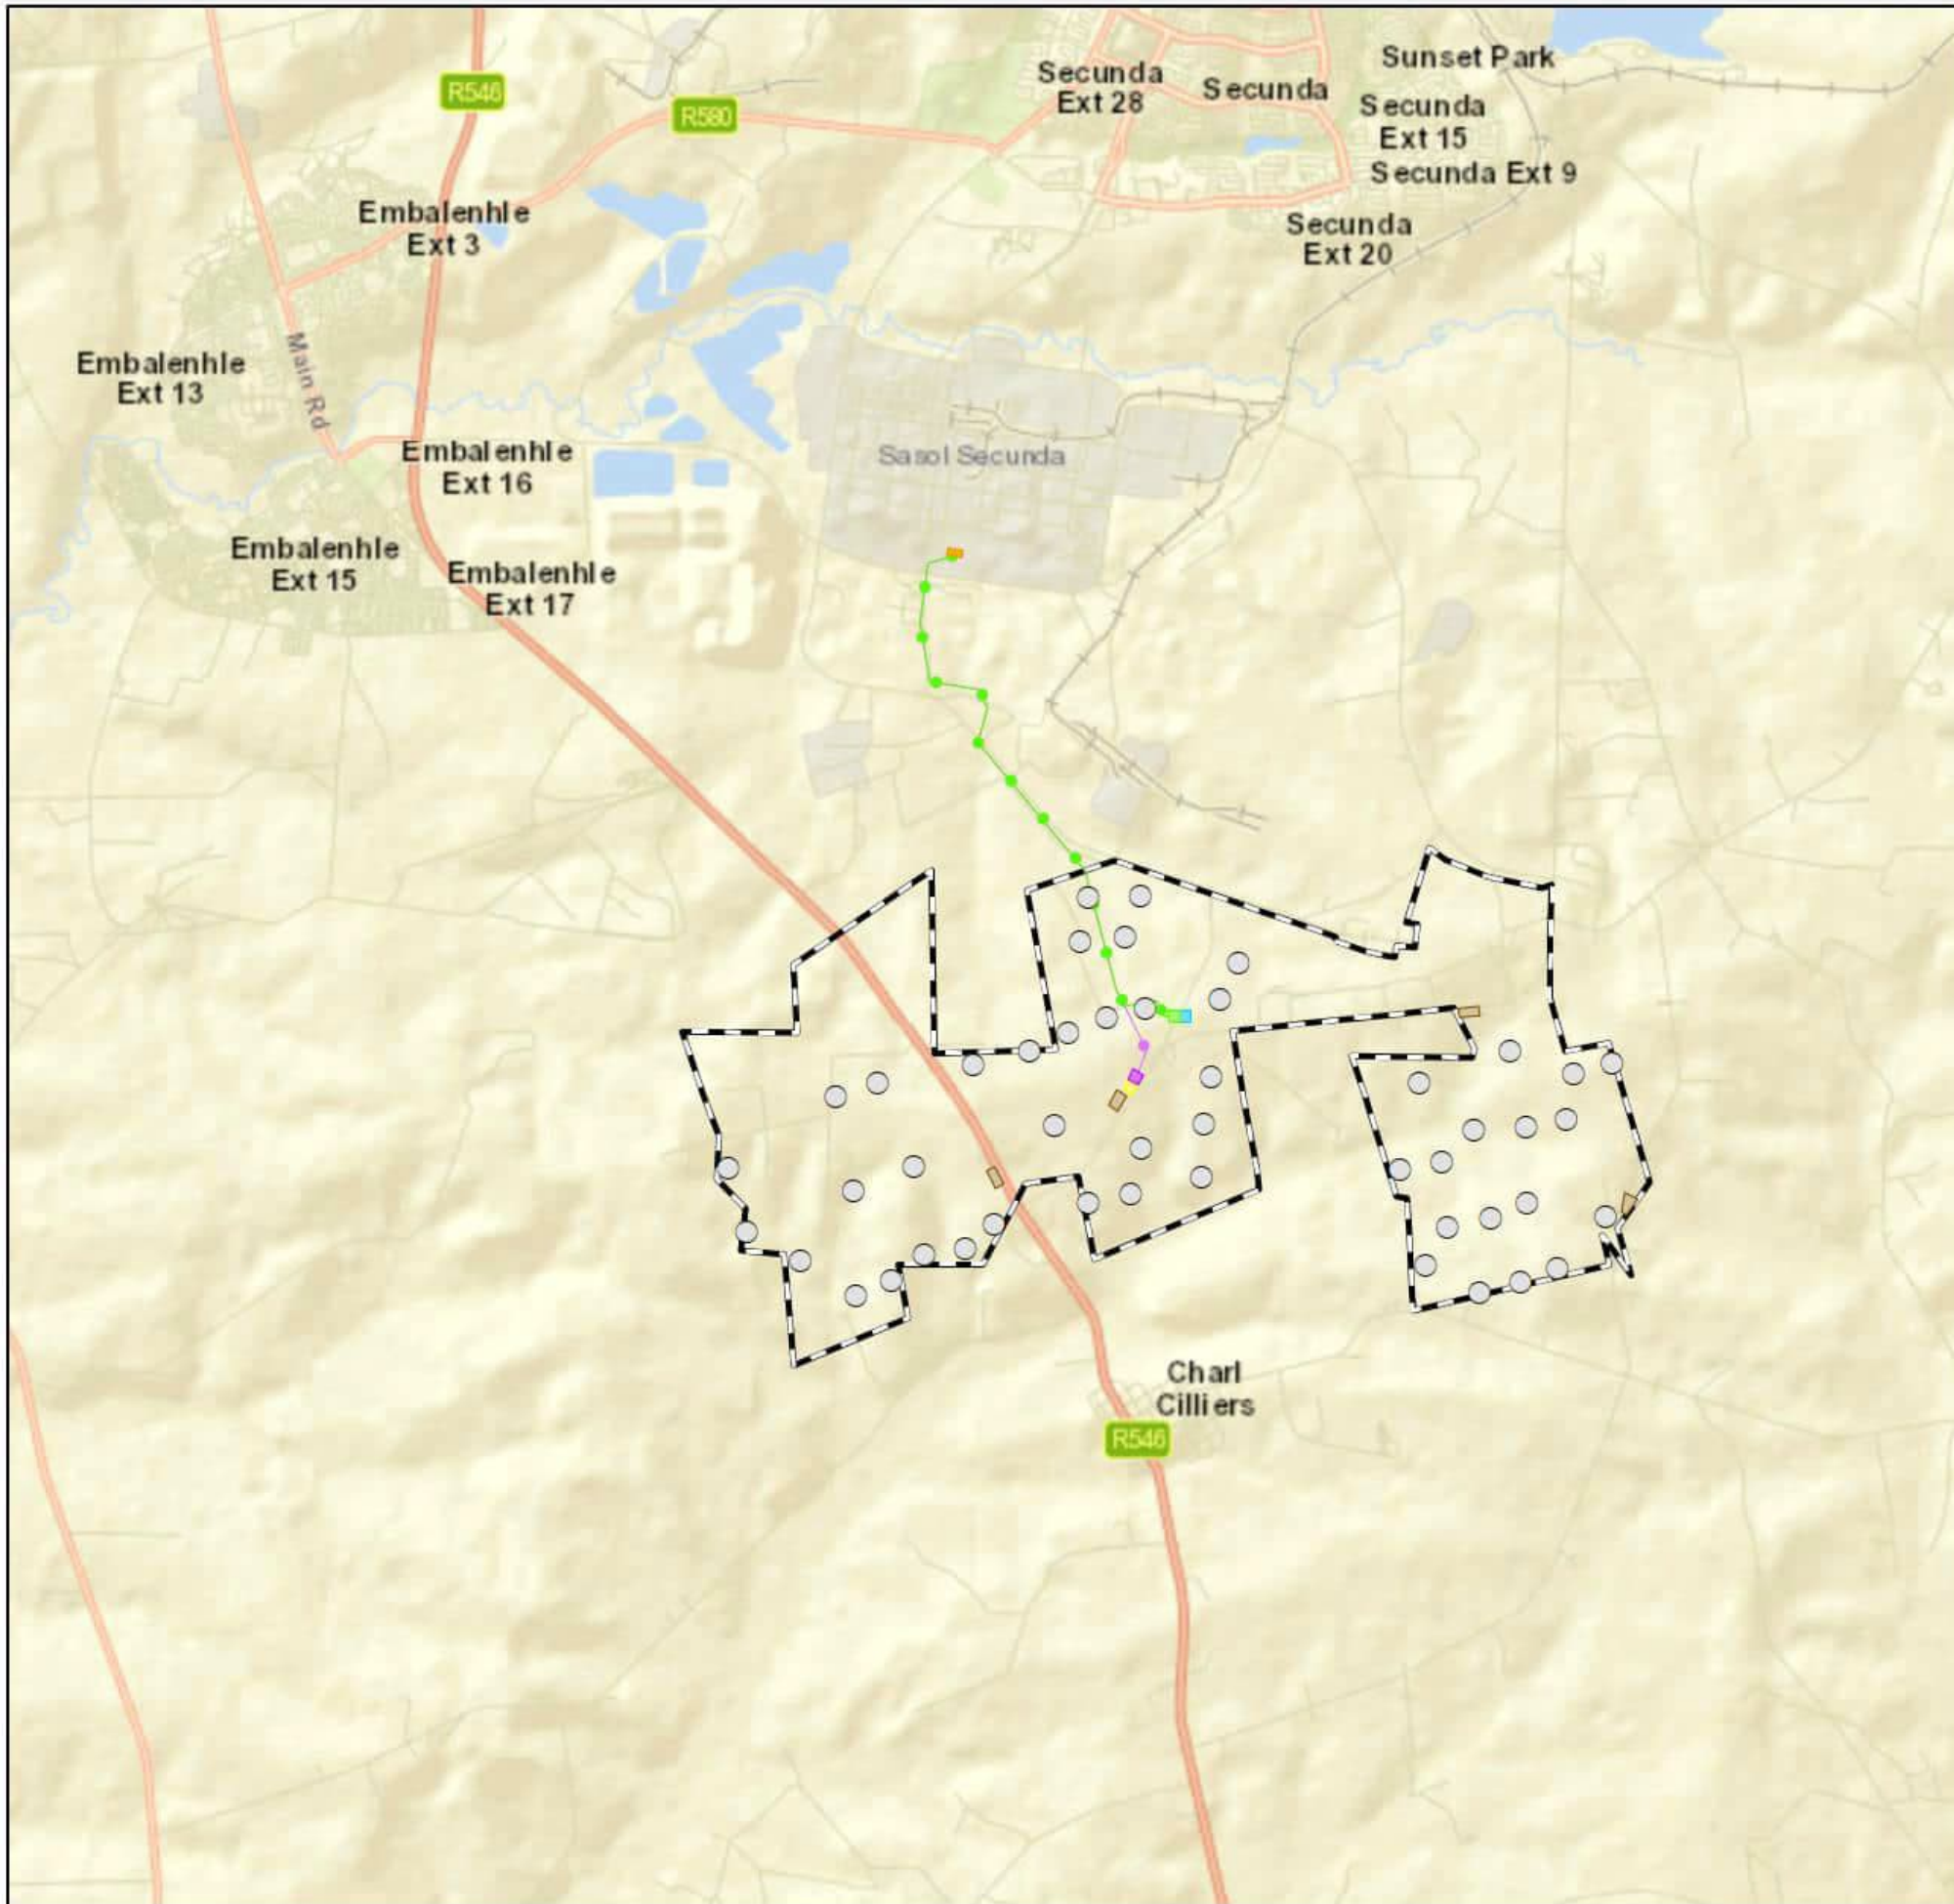 Sunset Park
Secunda
Ext 28
Secunda
R546
Secunda
Ext 15
R580
Secunda Ext 9
Embalenhle
Ext 3
Secunda
Ext 20
Main Rd
Embalenhle
Ext 13
Embalenhle
Ext 16
Sasol Secunda
Embalenhle
Ext 15
Embalenhle
Ext 17
Charl
Cilliers
R546